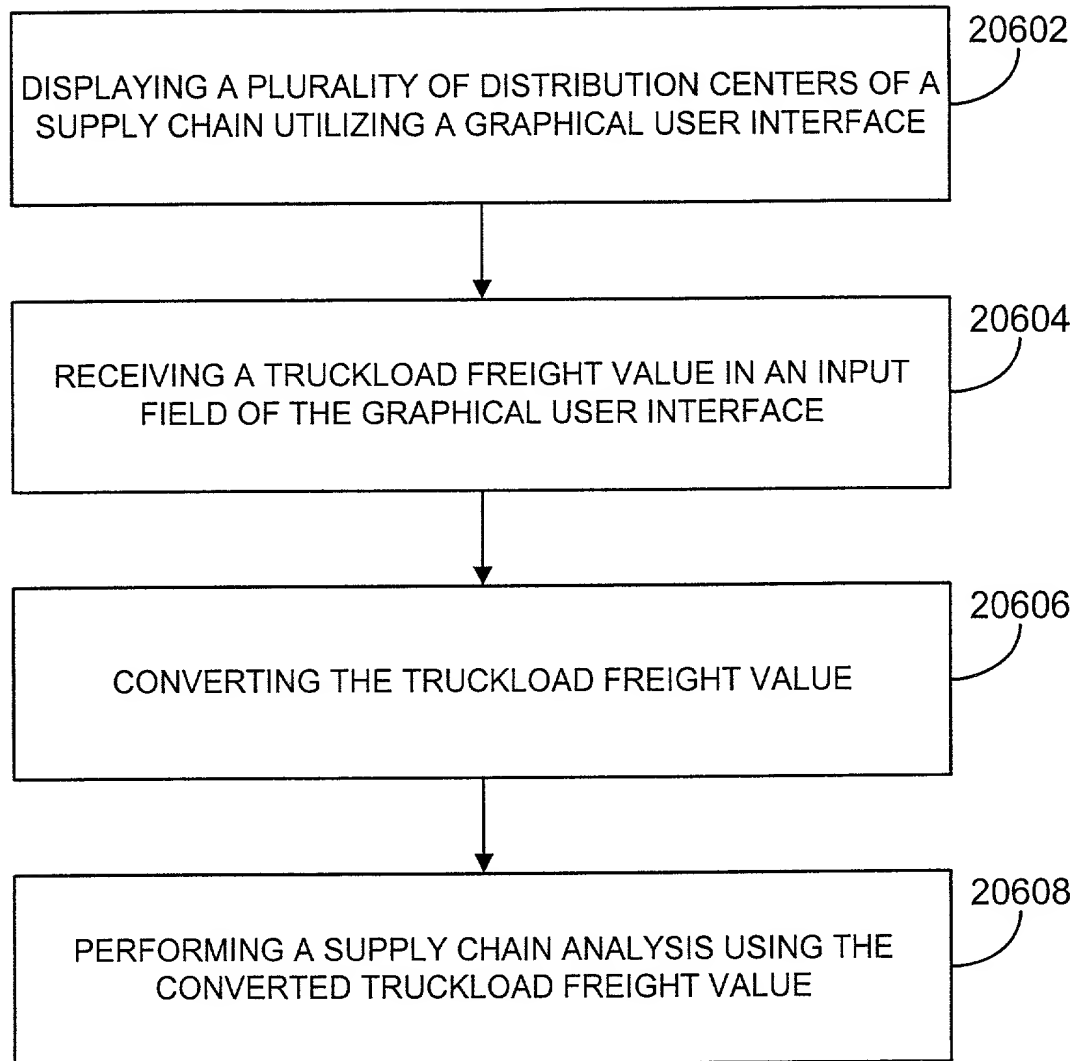 20602
DISPLAYING A PLURALITY OF DISTRIBUTION CENTERS OF A
SUPPLY CHAIN UTILIZING A GRAPHICAL USER INTERFACE
20604
RECEIVING A TRUCKLOAD FREIGHT VALUE IN AN INPUT
FIELD OF THE GRAPHICAL USER INTERFACE
20606
CONVERTING THE TRUCKLOAD FREIGHT VALUE
20608
PERFORMING A SUPPLY CHAIN ANALYSIS USING THE
CONVERTED TRUCKLOAD FREIGHT VALUE